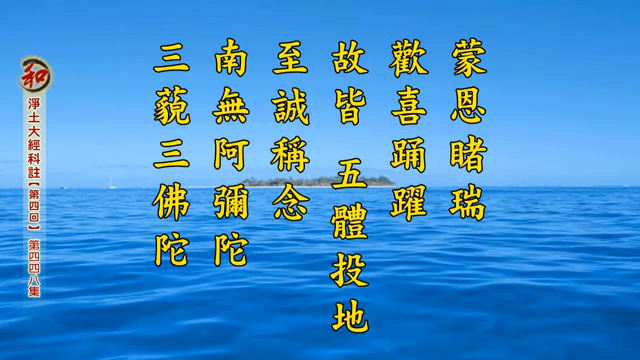 蒙恩睹瑞
歡喜踊躍
故皆 五體投地
至誠稱念
南無阿彌陀
三藐三佛陀
和
淨土大經科註【第四回】 第四四八集